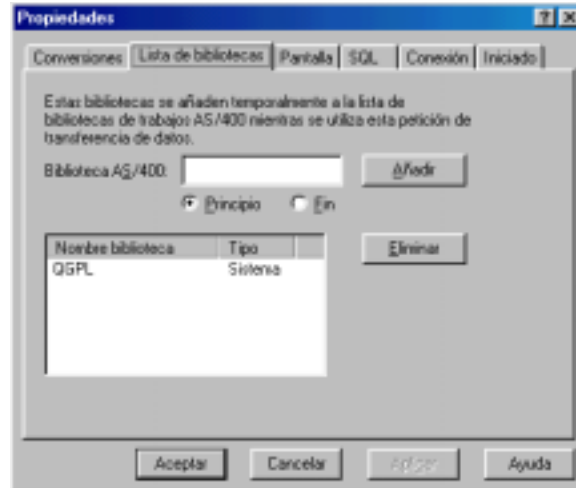 Propiedades
Conversiones Lista de bibliotecas Pantalla SQL Conexión Iniciado
Estas bibliotecas se añaden temporalmente a la lista de
bibliotecas de trabajos AS/400 mientras se utiliza esta petición de
transferencia de datos.
Biblioteca AS/400: Añadir
Principio Fin
Nombre biblioteca Tipo Eliminar
QGPL Sistema
Aceptar Cancelar Aplicar Ayuda